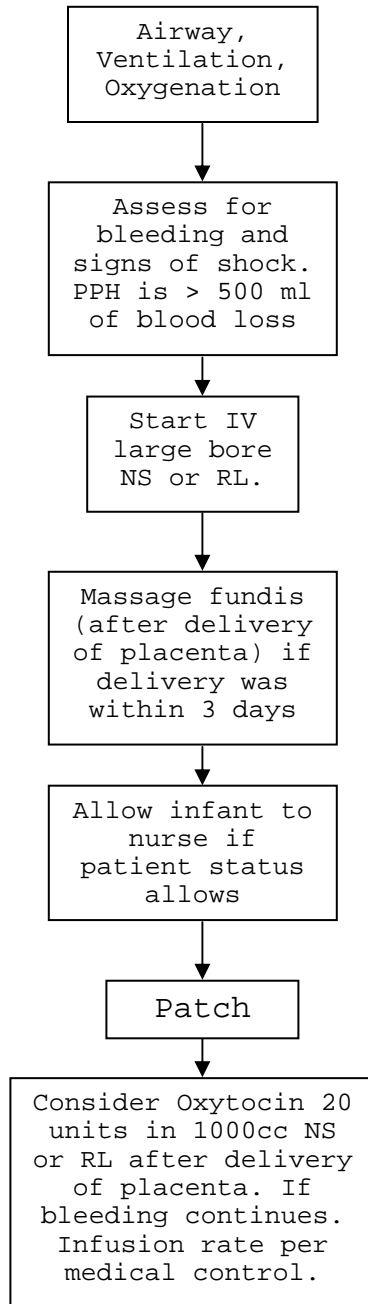 Airway,
Ventilation,
Oxygenation
Assess for
bleeding and
signs of shock.
PPH is > 500 ml
of blood loss
Start IV
large bore
NS or RL.
Massage fundis
(after delivery
of placenta) if
delivery was
within 3 days
Allow infant to
nurse if
patient status
allows
Patch
Consider Oxytocin 20
units in 1000cc NS
or RL after delivery
of placenta. If
bleeding continues.
Infusion rate per
medical control.